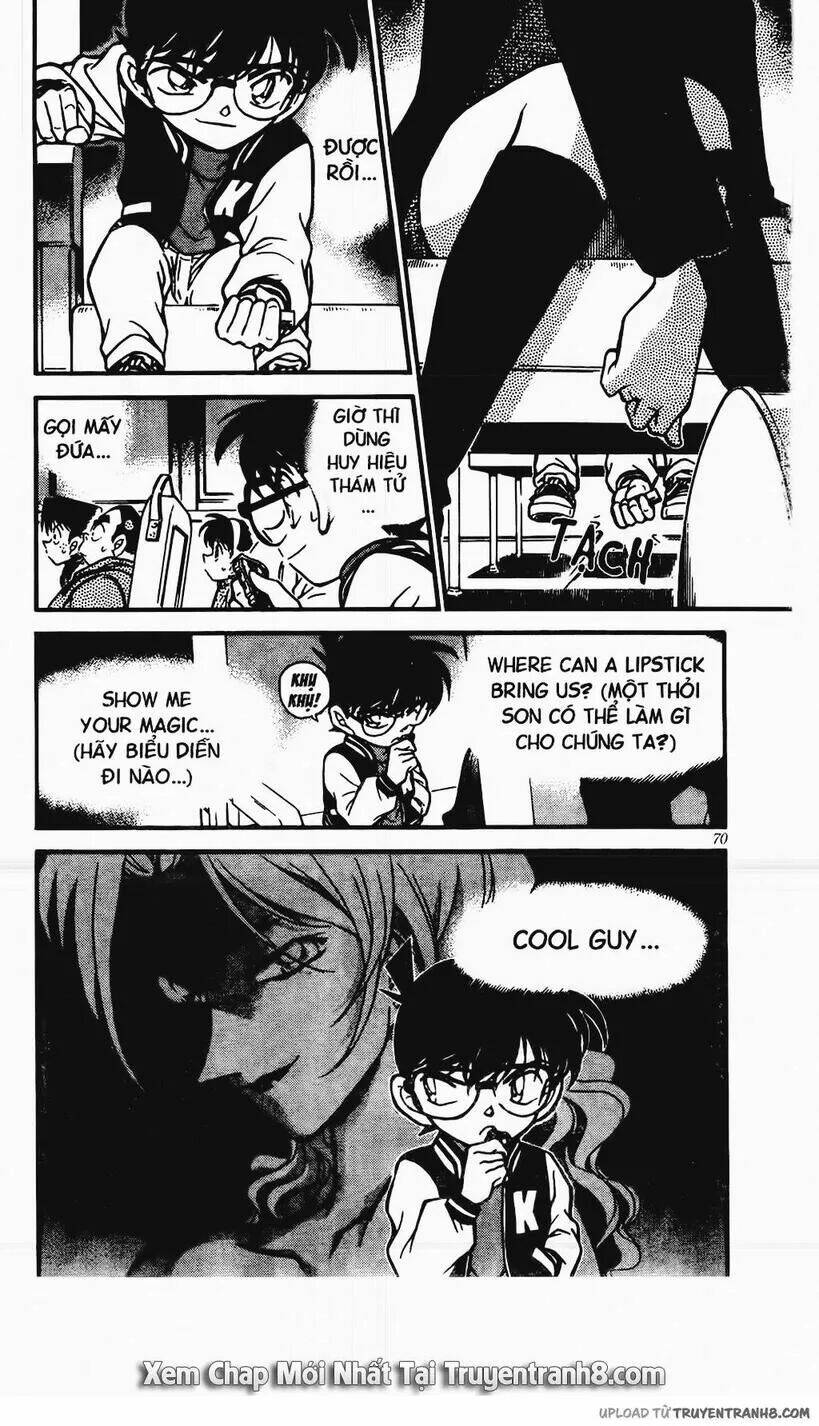 ĐƯỢC
RỒI...
K
TÁCH
GIỜ THÌ
DÙNG
HUY HIỆU
THÁM TỬ
...
GỌI MẤY
ĐỨA...
WHERE CAN A LIPSTICK
BRING US? (MỘT THỎI
SON CÓ THỂ LÀM GÌ
CHO CHÚNG TA?)
KHỤ
KHỤ!
SHOW ME
YOUR MAGIC...
(HÃY BIỂU DIỄN
ĐI NÀO...)
70
COOL GUY...
K
Xem Chap Mới Nhất Tại Truyentranh8.com
UPLOAD TỪ TRUYENTRANH8.COM